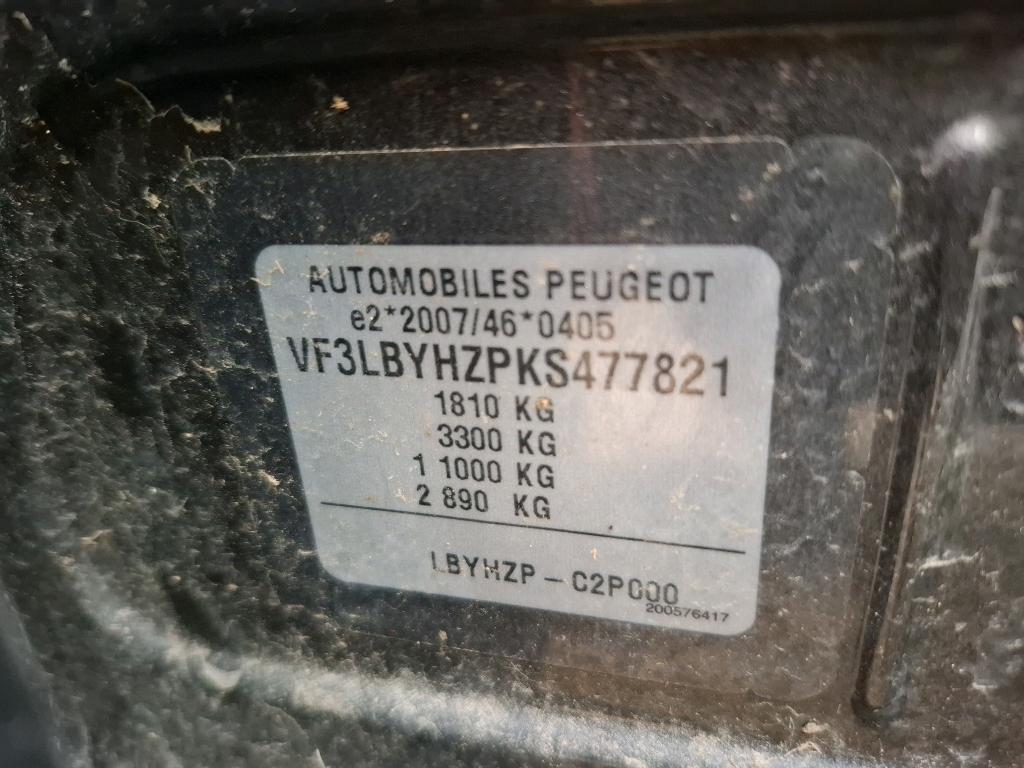 AUTOMOBILES PEUGEOT
e2*2007/46*0405
VF3LBYHZPKS477821
1810 KG
3300 KG
1 1000 KG
2 890 KG
LBYHZP - C2P000
200576417